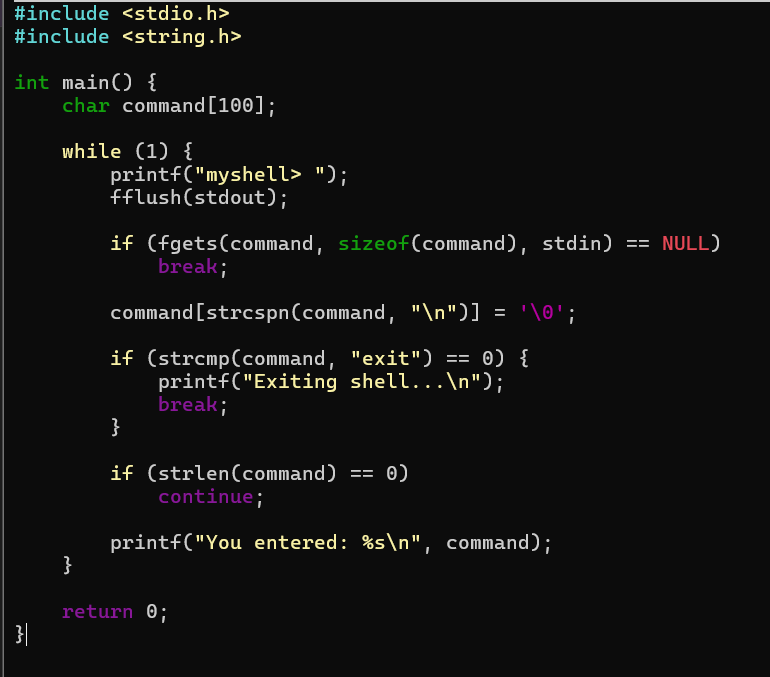 #include <stdio.h>
#include <string.h>
int main() {
    char command[100];
    while (1) {
        printf("myshell> ");
        fflush(stdout);
        if (fgets(command, sizeof(command), stdin) == NULL)
            break;
        command[strcspn(command, "\n")] = '\0';
        if (strcmp(command, "exit") == 0) {
            printf("Exiting shell...\n");
            break;
        }
        if (strlen(command) == 0)
            continue;
        printf("You entered: %s\n", command);
    }
    return 0;
}